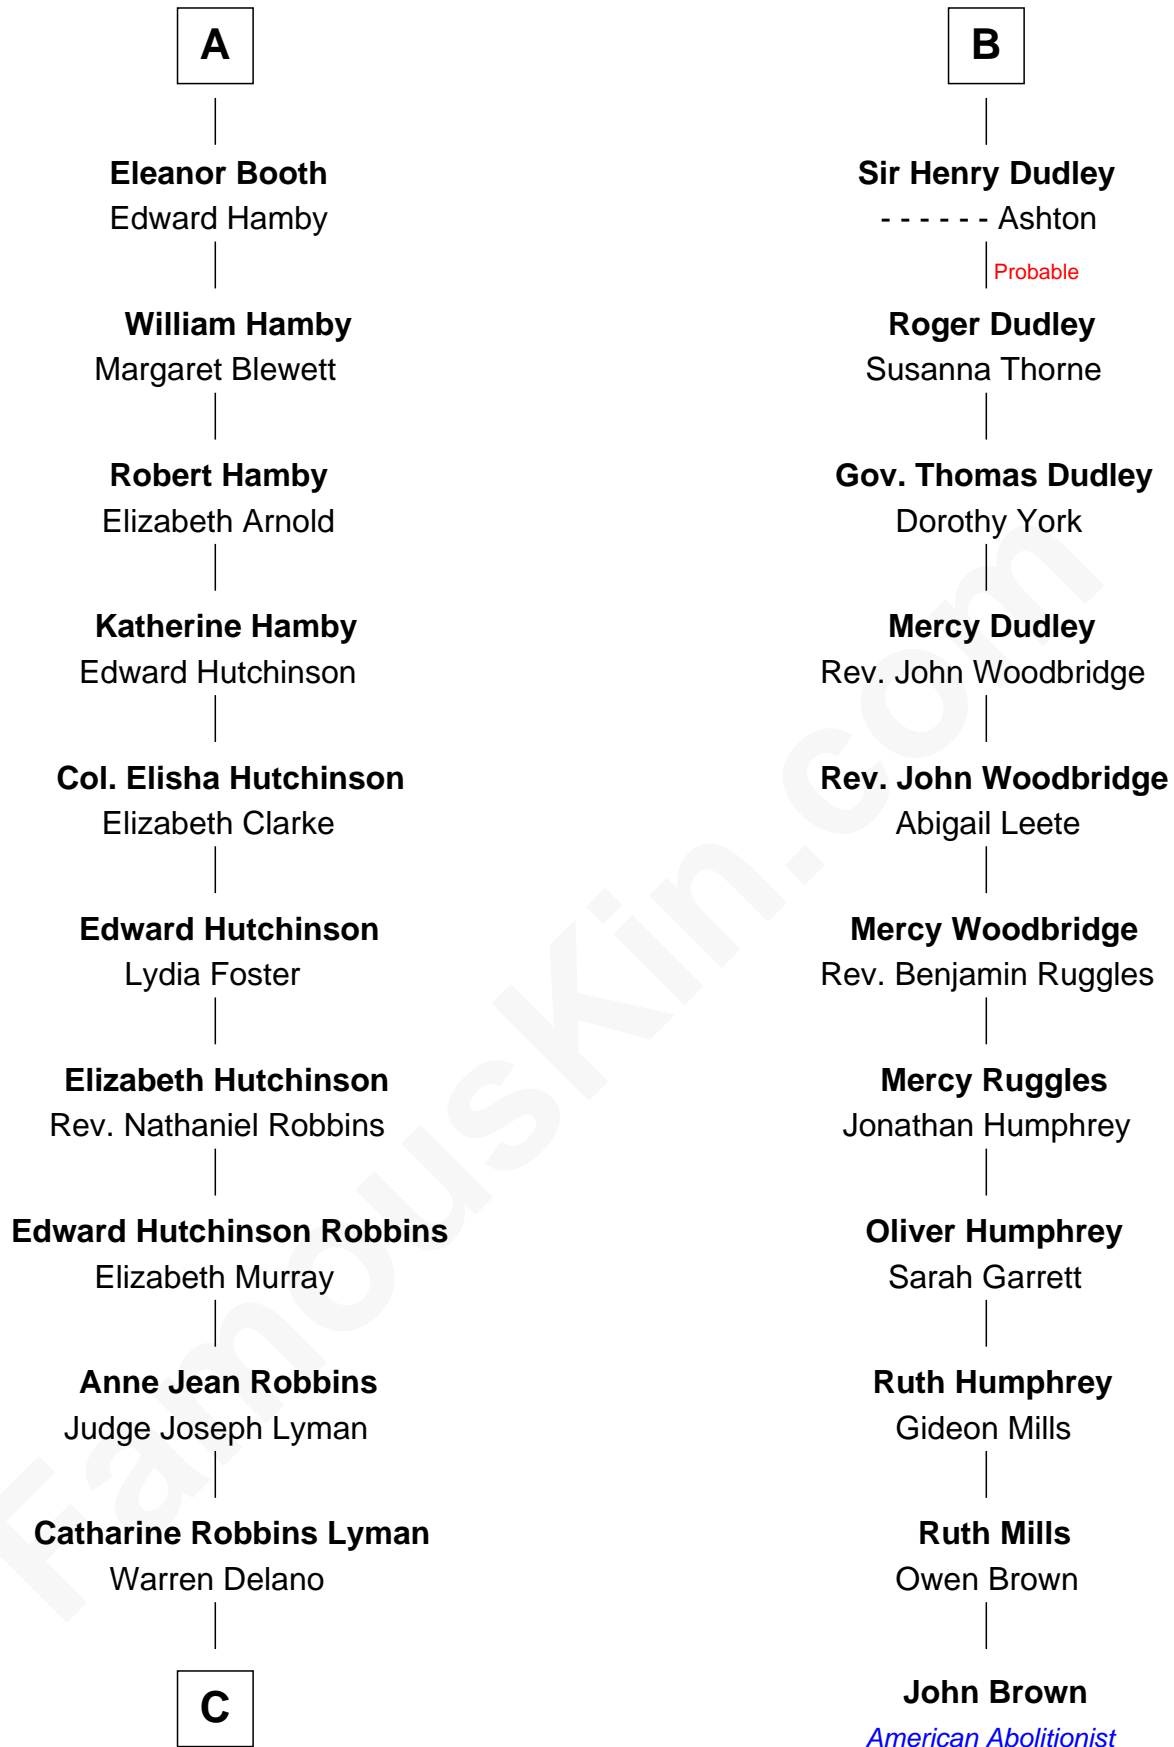 A
Eleanor Booth
Edward Hamby
William Hamby
Margaret Blewett
Robert Hamby
Elizabeth Arnold
Katherine Hamby
Edward Hutchinson
Col. Elisha Hutchinson
Elizabeth Clarke
Edward Hutchinson
Lydia Foster
Elizabeth Hutchinson
Rev. Nathaniel Robbins
Edward Hutchinson Robbins
Elizabeth Murray
Anne Jean Robbins
Judge Joseph Lyman
Catharine Robbins Lyman
Warren Delano
C
B
Sir Henry Dudley
- - - - - - Ashton
Probable
Roger Dudley
Susanna Thorne
Gov. Thomas Dudley
Dorothy York
Mercy Dudley
Rev. John Woodbridge
Rev. John Woodbridge
Abigail Leete
Mercy Woodbridge
Rev. Benjamin Ruggles
Mercy Ruggles
Jonathan Humphrey
Oliver Humphrey
Sarah Garrett
Ruth Humphrey
Gideon Mills
Ruth Mills
Owen Brown
John Brown
American Abolitionist
FamousKin.com